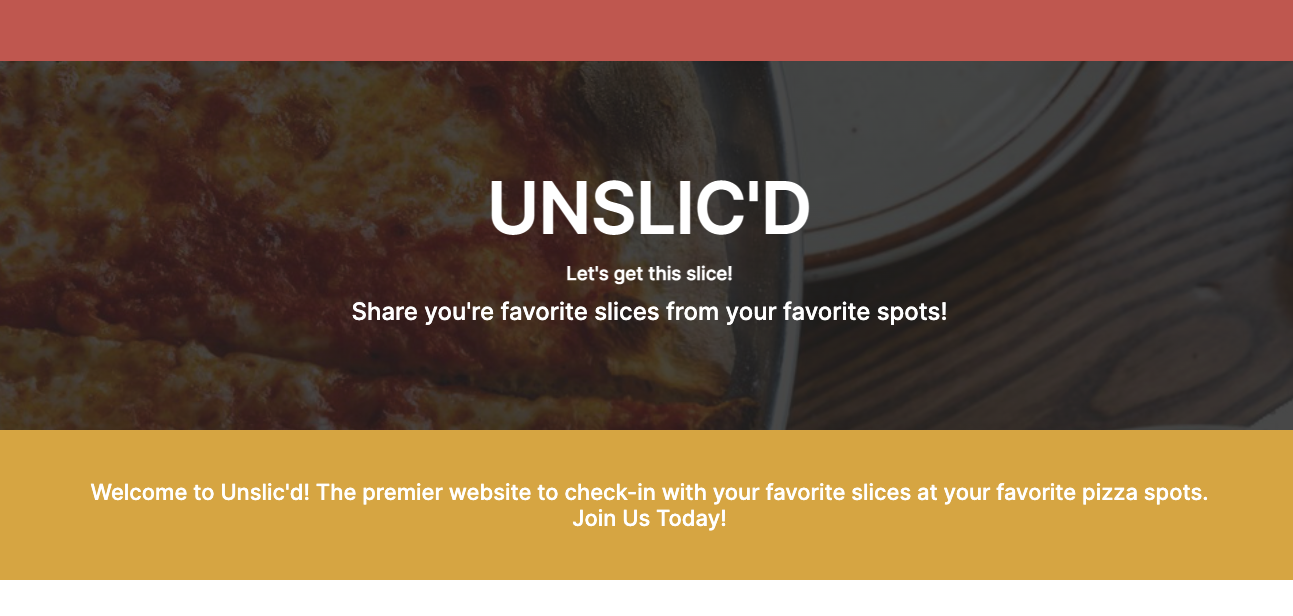 UNSLIC'D
Let's get this slice!
Share you're favorite slices from your favorite spots!
Welcome to Unslic'd! The premier website to check-in with your favorite slices at your favorite pizza spots.
Join Us Today!